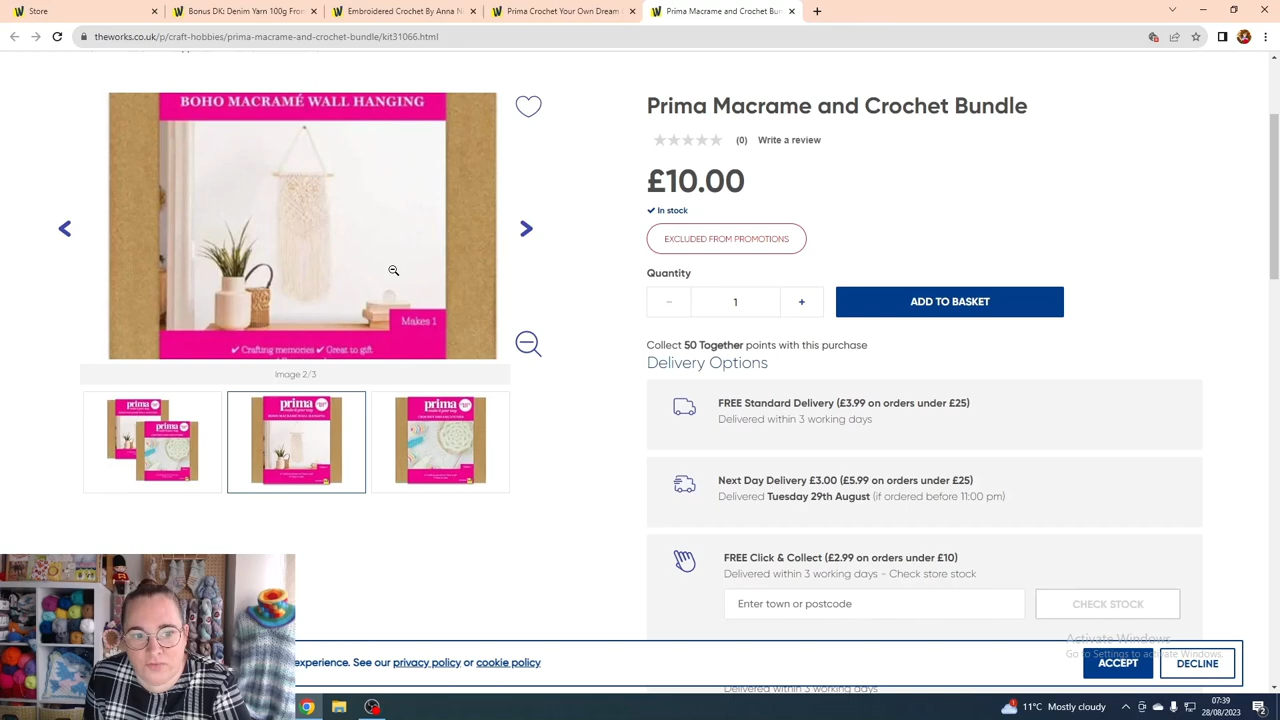 Store
Bonus DK: Denim Yarn 100g From
Embroidered Crochet By Anna Ni
Prima Crochet Your Own Dream C
Prima Macrame and Crochet Bun
theworks.co.uk/p/craft-hobbies/prima-macrame-and-crochet-bundle/kit31066.html
BOHO MACRAMÉ WALL HANGING
Makes 1
✔ Crafting memories ✔ Great to gift
Image 2/3
prima
prima
prima
prima
Prima Macrame and Crochet Bundle
(0) Write a review
£10.00
In stock
EXCLUDED FROM PROMOTIONS
Quantity
− 1 +
ADD TO BASKET
Collect 50 Together points with this purchase
Delivery Options
FREE Standard Delivery (£3.99 on orders under £25)
Delivered within 3 working days
Next Day Delivery £3.00 (£5.99 on orders under £25)
Delivered Tuesday 29th August (if ordered before 11:00 pm)
FREE Click & Collect (£2.99 on orders under £10)
Delivered within 3 working days - Check store stock
Enter town or postcode
CHECK STOCK
Activate Windows
Go to Settings to activate Windows.
experience. See our privacy policy or cookie policy
ACCEPT
DECLINE
Delivered within 3 working days
11°C Mostly cloudy
07:39
28/08/2023